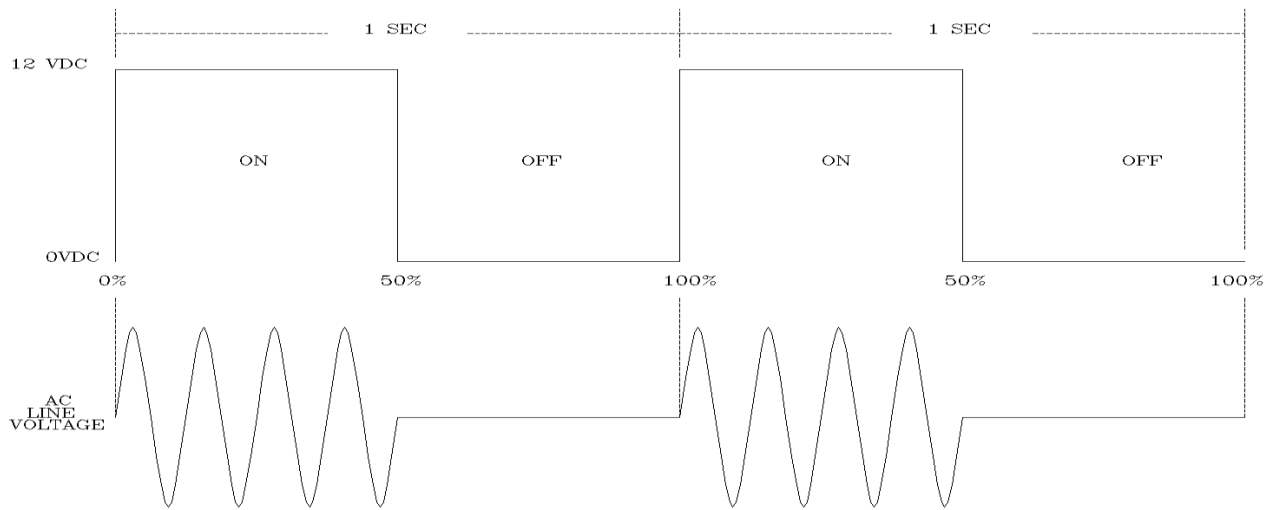 1 SEC
1 SEC
12 VDC
ON
OFF
ON
OFF
0VDC
0%
50%
100%
50%
100%
AC
LINE
VOLTAGE